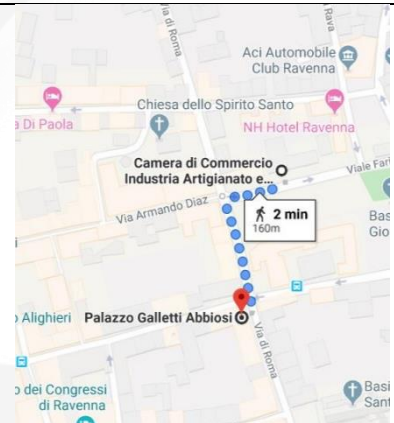 Via di Roma
Rava
Aci Automobile
Club Ravenna
Chiesa dello Spirito Santo
a Di Paola
NH Hotel Ravenna
Camera di Commercio
Industria Artigianato e...
Viale Fari
Via Armando Diaz
2 min
160m
Bas
Gio
Alighieri
Palazzo Galletti Abbiosi
Via di Roma
o dei Congressi
di Ravenna
Basi
Sant